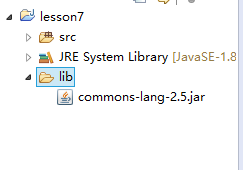 lesson7
src
JRE System Library [JavaSE-1.8
lib
commons-lang-2.5.jar